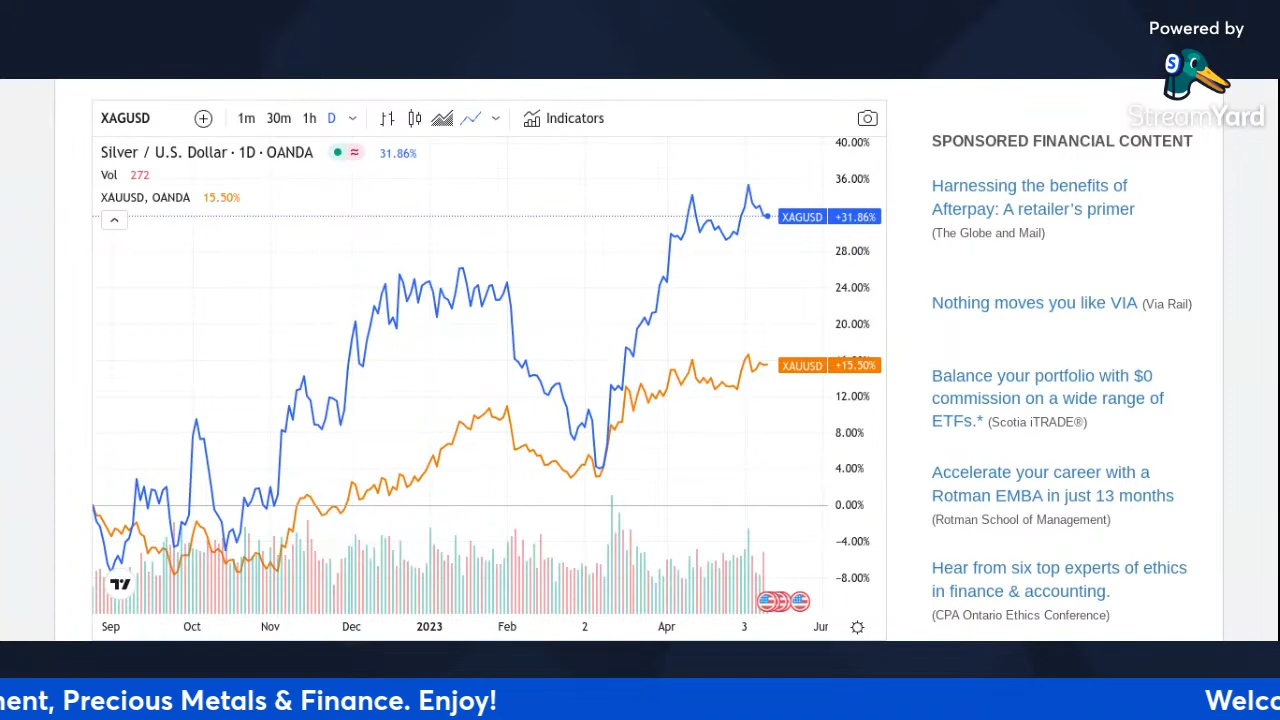 Powered by
StreamYard
XAGUSD 1m 30m 1h D Indicators
Silver / U.S. Dollar · 1D · OANDA 31.86%
Vol 272
XAUUSD, OANDA 15.50%
40.00%
36.00%
XAGUSD +31.86%
28.00%
24.00%
20.00%
XAUUSD +15.50%
12.00%
8.00%
4.00%
0.00%
−4.00%
−8.00%
Sep Oct Nov Dec 2023 Feb 2 Apr 3 Jun
SPONSORED FINANCIAL CONTENT
Harnessing the benefits of
Afterpay: A retailer's primer
(The Globe and Mail)
Nothing moves you like VIA (Via Rail)
Balance your portfolio with $0
commission on a wide range of
ETFs.* (Scotia iTRADE®)
Accelerate your career with a
Rotman EMBA in just 13 months
(Rotman School of Management)
Hear from six top experts of ethics
in finance & accounting.
(CPA Ontario Ethics Conference)
nent, Precious Metals & Finance. Enjoy! Welco